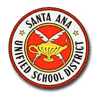 SANTA ANA
UNIFIED SCHOOL DISTRICT